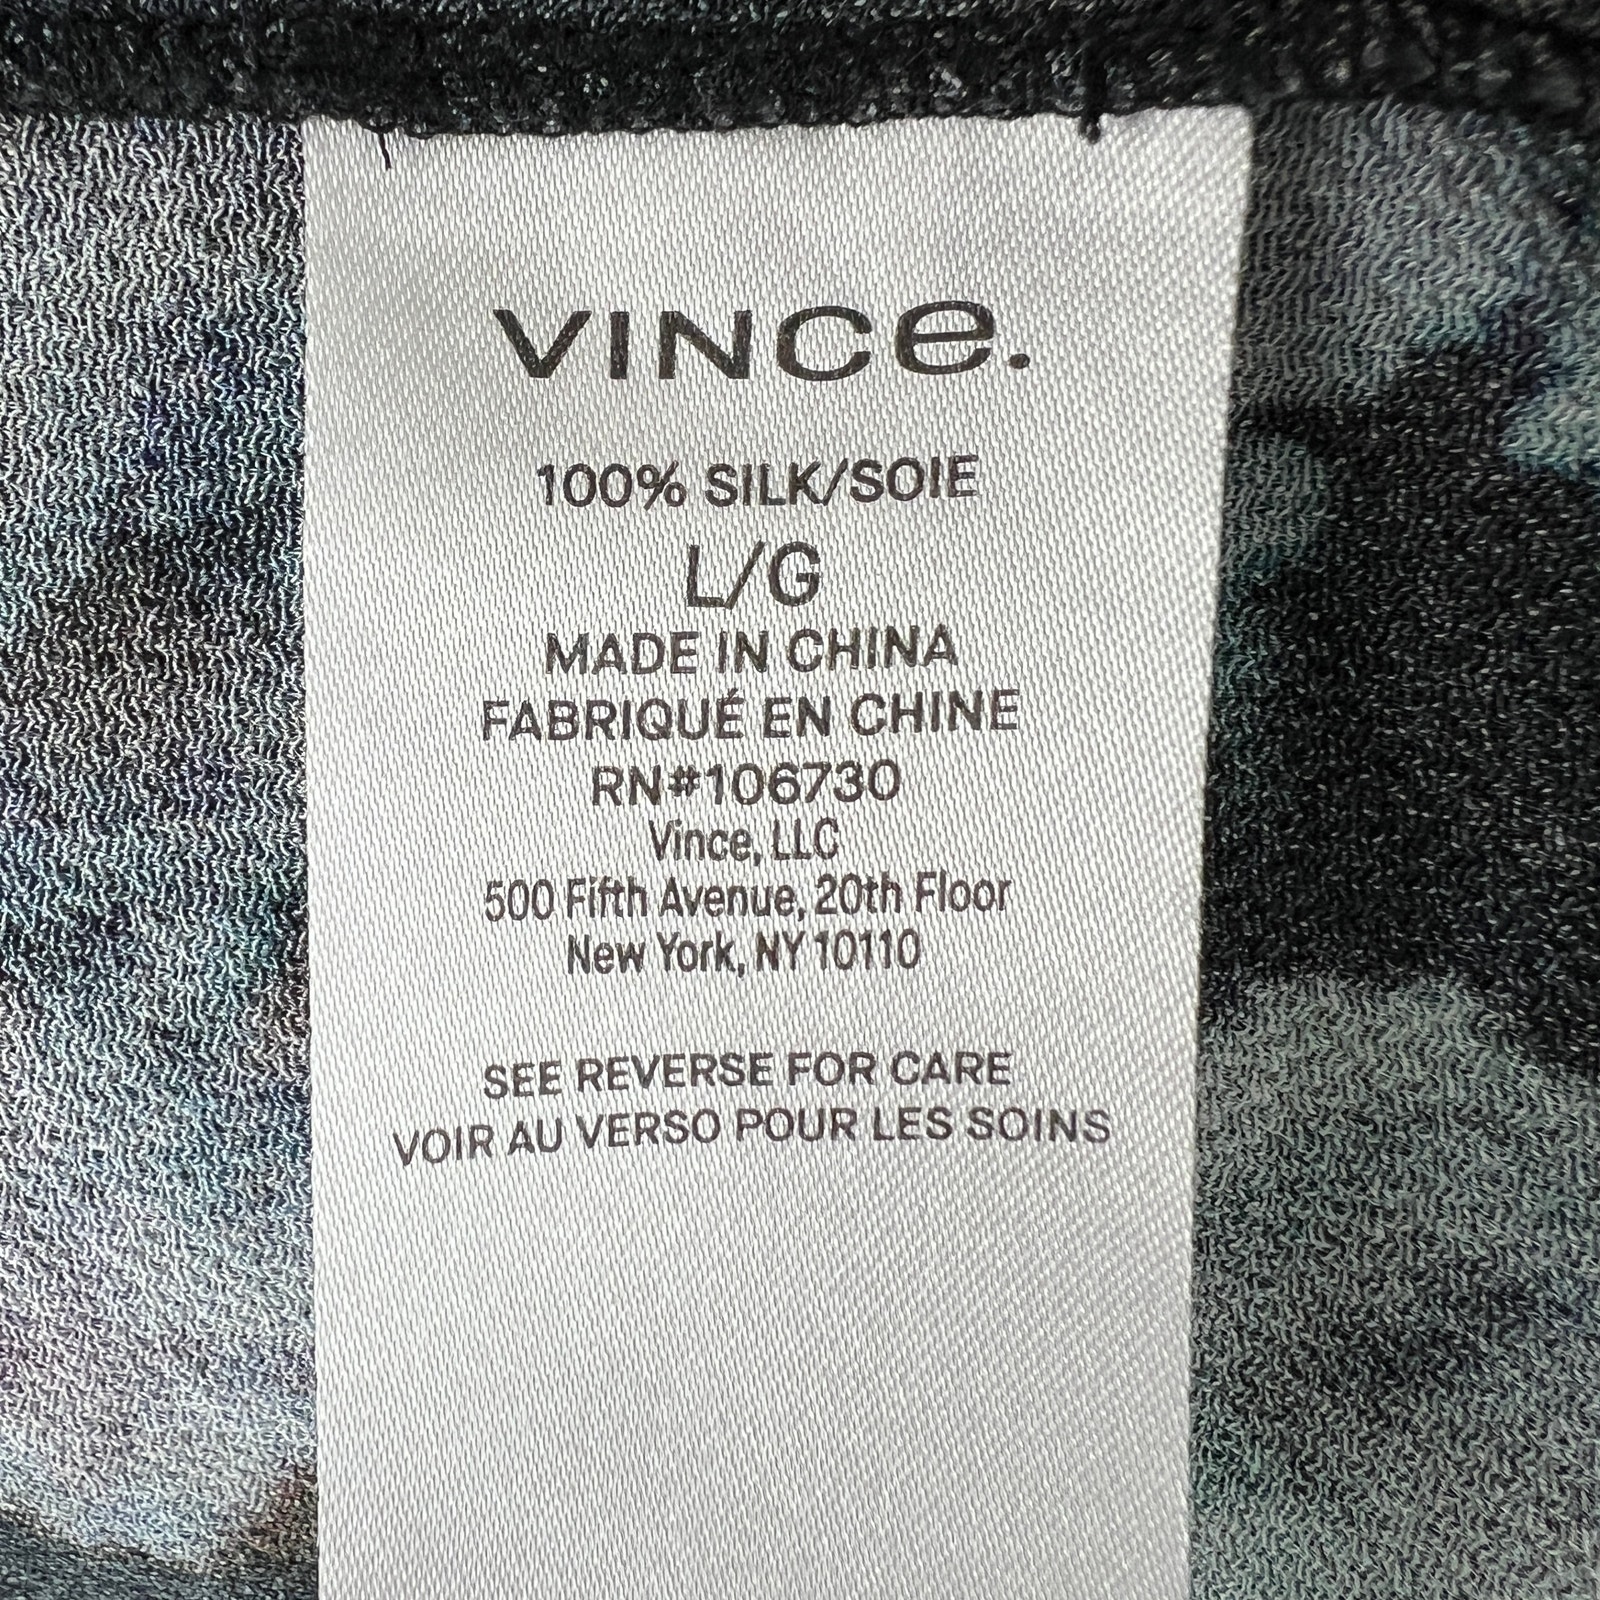 VINCe.
100% SILK/SOIE
L/G
MADE IN CHINA
FABRIQUÉ EN CHINE
RN#106730
Vince, LLC
500 Fifth Avenue, 20th Floor
New York, NY 10110
SEE REVERSE FOR CARE
VOIR AU VERSO POUR LES SOINS